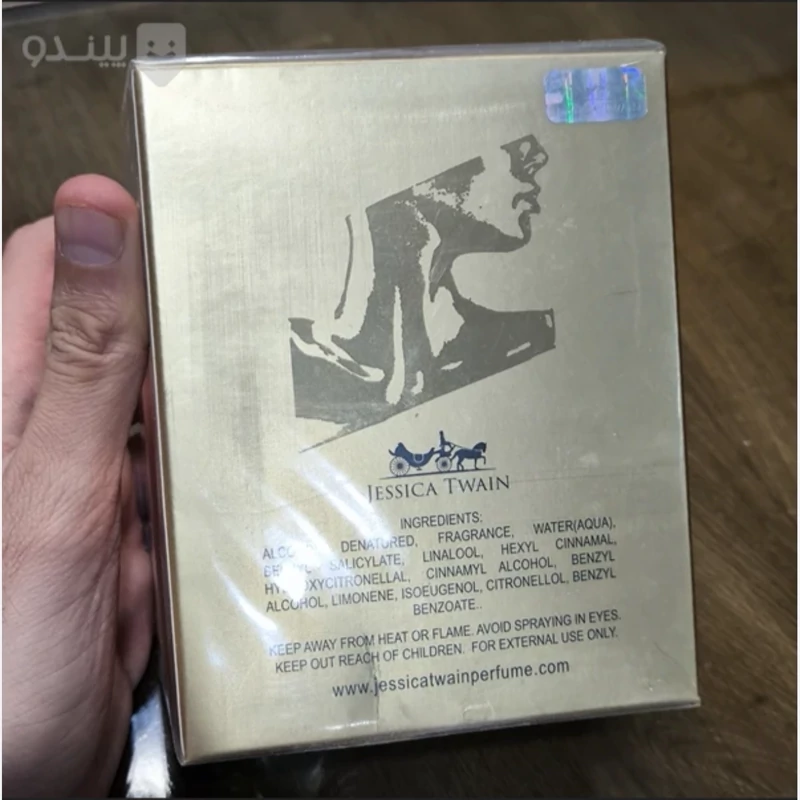 پیندو
JESSICA TWAIN
INGREDIENTS:
DENATURED, FRAGRANCE, WATER(AQUA),
SALICYLATE, LINALOOL, HEXYL CINNAMAL,
CINNAMYL ALCOHOL, BENZYL
ALCOHOL, LIMONENE, ISOEUGENOL, CITRONELLOL, BENZYL
BENZOATE..
KEEP AWAY FROM HEAT OR FLAME. AVOID SPRAYING IN EYES.
KEEP OUT REACH OF CHILDREN. FOR EXTERNAL USE ONLY.
www.jessicatwainperfume.com